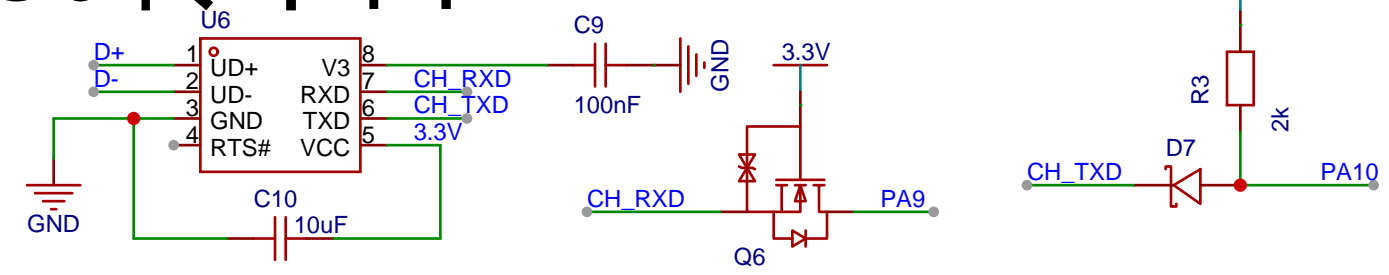 U6
D+
D-
1
2
3
4
UD+
UD-
GND
RTS#
V3
RXD
TXD
VCC
8
7
6
5
CH_RXD
CH_TXD
3.3V
C9
100nF
GND
GND
C10
10uF
3.3V
CH_RXD
PA9
Q6
R3
2k
D7
CH_TXD
PA10